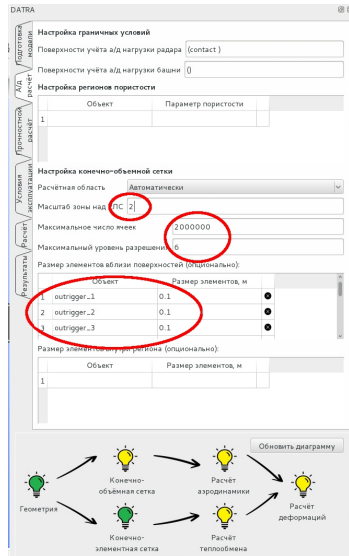 DATRA
Подготовка модели
А/д расчёт
Прочностной расчёт
Условия эксплуатации
Расчёт
Результаты
Настройка граничных условий
Поверхности учёта а/д нагрузки радара (contact )
Поверхности учёта а/д нагрузки башни ()
Настройка регионов пористости
Объект Параметр пористости
1
Настройка конечно-объемной сетки
Расчётная область Автоматически
Масштаб зоны над ПС 2
Максимальное число ячеек 2000000
Максимальный уровень разрешения 6
Размер элементов вблизи поверхностей (опционально):
Объект Размер элементов, м
1 outrigger_1 0.1
2 outrigger_2 0.1
3 outrigger_3 0.1
Размер элементов внутри региона (опционально):
Объект Размер элементов, м
1
Обновить диаграмму
Геометрия
Конечно-
объёмная сетка
Расчёт
аэродинамики
Расчёт
деформаций
Конечно-
элементная сетка
Расчёт
теплообмена